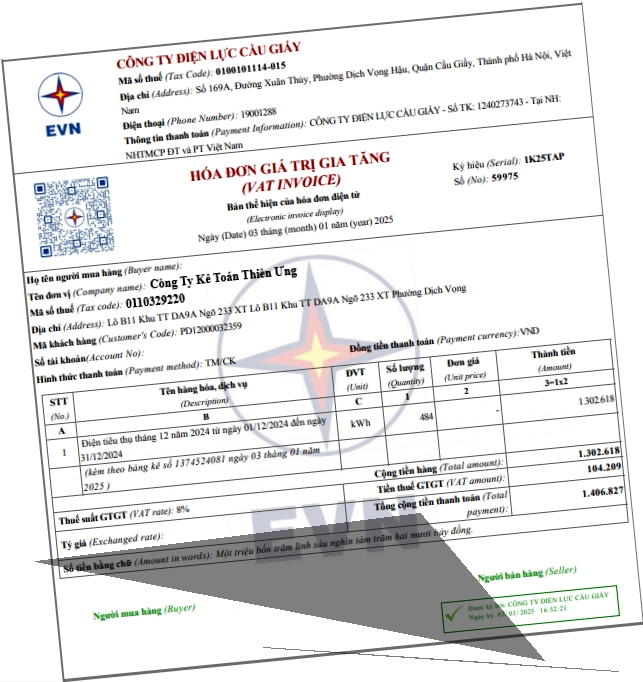 CÔNG TY ĐIỆN LỰC CẦU GIẤY
Mã số thuế (Tax Code): 0100101114-015
Địa chỉ (Address): Số 169A, Đường Xuân Thủy, Phường Dịch Vọng Hậu, Quận Cầu Giấy, Thành phố Hà Nội, Việt
Nam
Điện thoại (Phone Number): 19001288
Thông tin thanh toán (Payment Information): CÔNG TY ĐIỆN LỰC CẦU GIẤY - Số TK: 1240273743 - Tại NH:
NHTMCP ĐT và PT Việt Nam
EVN
HÓA ĐƠN GIÁ TRỊ GIA TĂNG
(VAT INVOICE)
Bản thể hiện của hóa đơn điện tử
(Electronic invoice display)
Ngày (Date) 03 tháng (month) 01 năm (year) 2025
Ký hiệu (Serial): 1K25TAP
Số (No): 59975
Họ tên người mua hàng (Buyer name):
Tên đơn vị (Company name): Công Ty Kế Toán Thiên Ưng
Mã số thuế (Tax code): 0110329220
Địa chỉ (Address): Lô B11 Khu TT DA9A Ngõ 233 XT Lô B11 Khu TT DA9A Ngõ 233 XT Phường Dịch Vọng
Mã khách hàng (Customer's Code): PD12000032359
Số tài khoản(Account No):
Hình thức thanh toán (Payment method): TM/CK
Đồng tiền thanh toán (Payment currency):VND
STT (No.) Tên hàng hóa, dịch vụ (Description) ĐVT (Unit) Số lượng (Quantity) Đơn giá (Unit price) Thành tiền (Amount)
A B C 1 2 3=1x2
1 Điện tiêu thụ tháng 12 năm 2024 từ ngày 01/12/2024 đến ngày kWh 484 - 1.302.618
31/12/2024
(kèm theo bảng kê số 1374524081 ngày 03 tháng 01 năm
2025 )
Cộng tiền hàng (Total amount): 1.302.618
Thuế suất GTGT (VAT rate): 8% Tiền thuế GTGT (VAT amount): 104.209
Tỷ giá (Exchanged rate): Tổng cộng tiền thanh toán (Total payment): 1.406.827
Số tiền bằng chữ (Amount in words): Một triệu bốn trăm linh sáu nghìn tám trăm hai mươi bảy đồng.
EVN
Người mua hàng (Buyer)
Người bán hàng (Seller)
Được ký bởi: CÔNG TY ĐIỆN LỰC CẦU GIẤY
Ngày ký: 03/01/ 2025 16:52:21